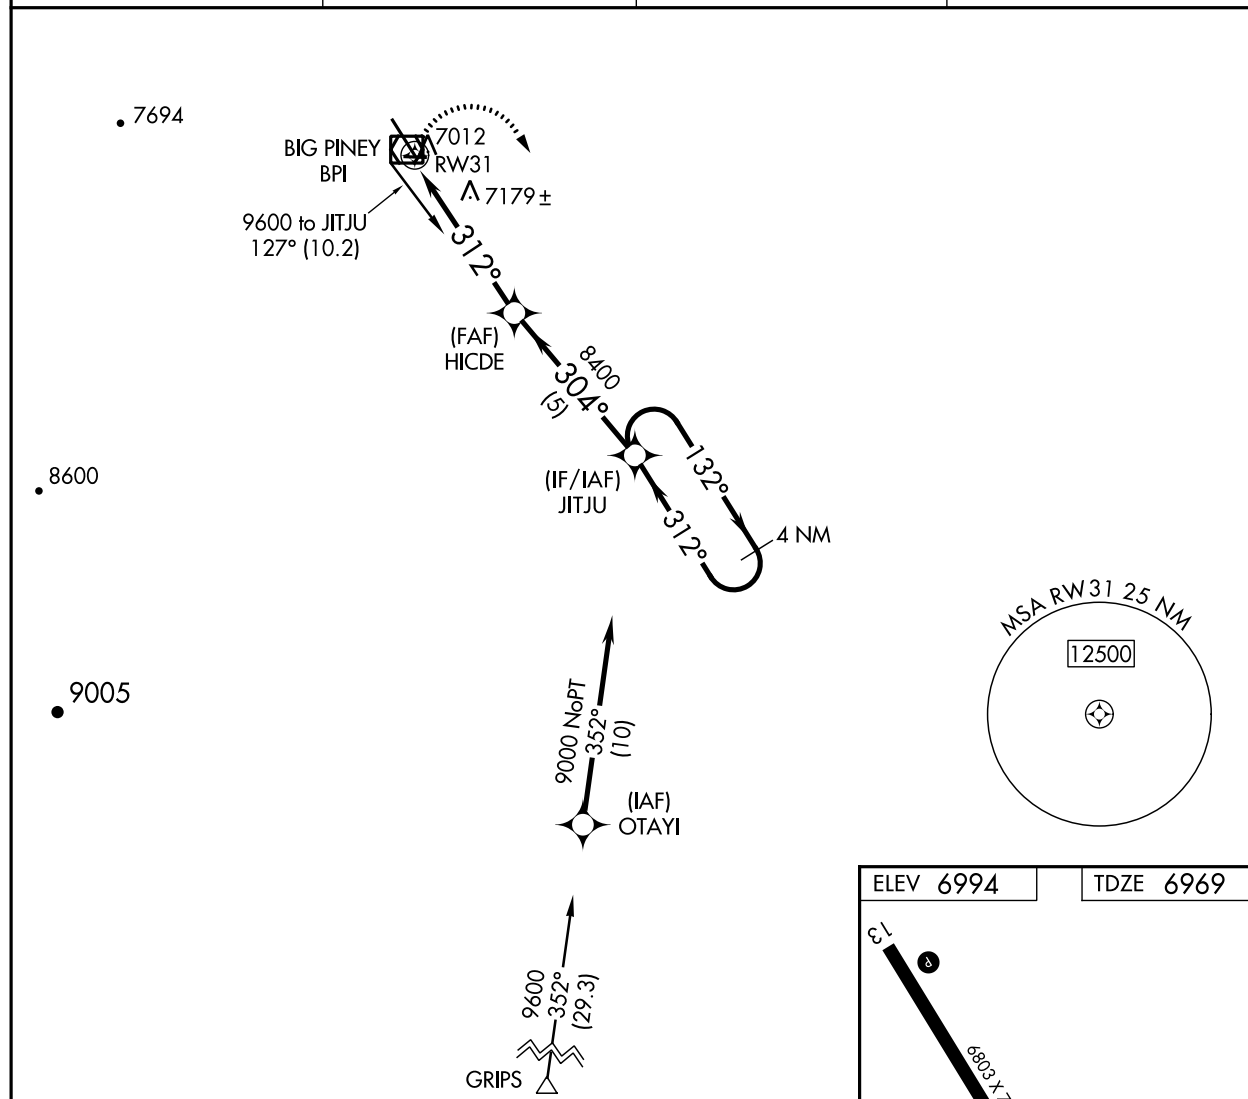 7694
BIG PINEY
BPI
7012
RW31
7179±
9600 to JITJU
127° (10.2)
312°
(FAF)
HICDE
8400
304°
(5)
8600
(IF/IAF)
JITJU
132°
312°
4 NM
9005
MSA RW31 25 NM
12500
9000 NoPT
352°
(10)
(IAF)
OTAYI
ELEV 6994
TDZE 6969
13
P
9600
352°
(29.3)
GRIPS
6803 X